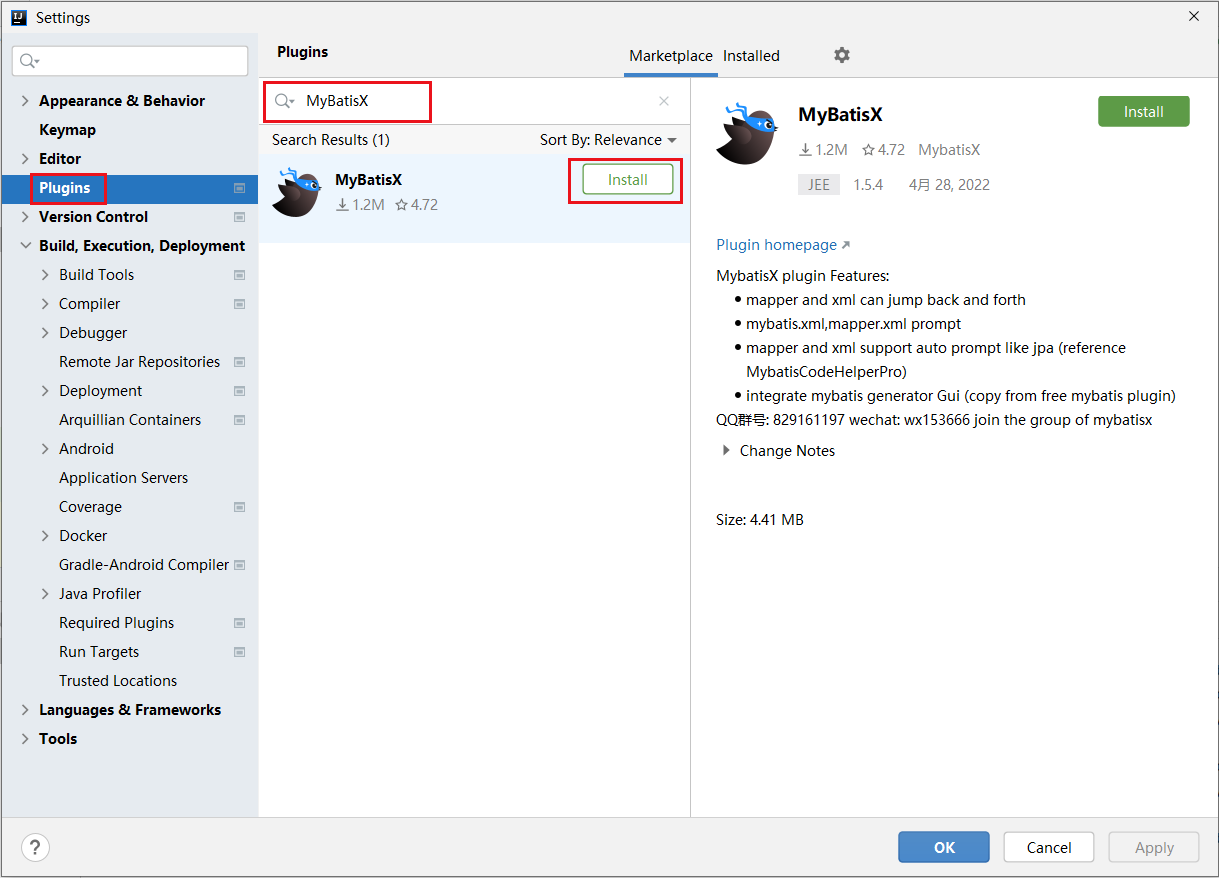 Settings
Appearance & Behavior
Keymap
Editor
Plugins
Version Control
Build, Execution, Deployment
Build Tools
Compiler
Debugger
Remote Jar Repositories
Deployment
Arquillian Containers
Android
Application Servers
Coverage
Docker
Gradle-Android Compiler
Java Profiler
Required Plugins
Run Targets
Trusted Locations
Languages & Frameworks
Tools
Plugins
Marketplace Installed
MyBatisX
Search Results (1) Sort By: Relevance
MyBatisX
Install
1.2M 4.72
MyBatisX
Install
1.2M 4.72 MybatisX
JEE 1.5.4 4月 28, 2022
Plugin homepage
MybatisX plugin Features:
• mapper and xml can jump back and forth
• mybatis.xml,mapper.xml prompt
• mapper and xml support auto prompt like jpa (reference
MybatisCodeHelperPro)
• integrate mybatis generator Gui (copy from free mybatis plugin)
QQ群号: 829161197 wechat: wx153666 join the group of mybatisx
Change Notes
Size: 4.41 MB
?
OK Cancel Apply